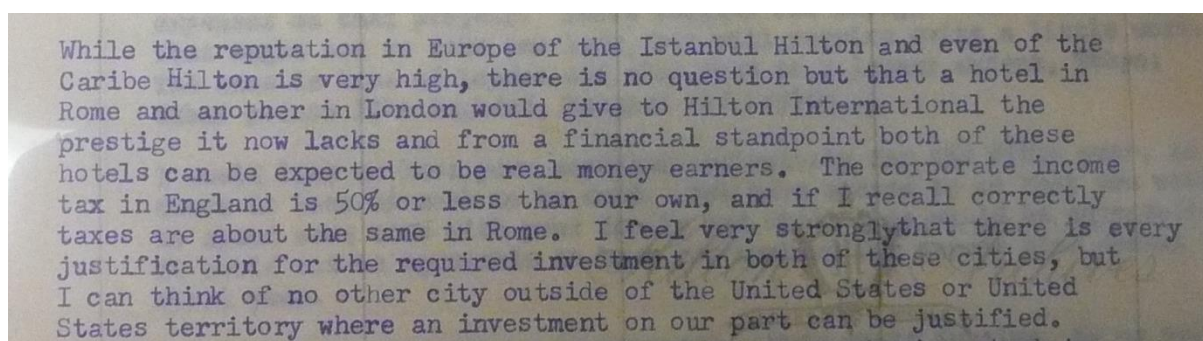 While the reputation in Europe of the Istanbul Hilton and even of the
Caribe Hilton is very high, there is no question but that a hotel in
Rome and another in London would give to Hilton International the
prestige it now lacks and from a financial standpoint both of these
hotels can be expected to be real money earners.  The corporate income
tax in England is 50% or less than our own, and if I recall correctly
taxes are about the same in Rome.  I feel very stronglythat there is every
justification for the required investment in both of these cities, but
I can think of no other city outside of the United States or United
States territory where an investment on our part can be justified.